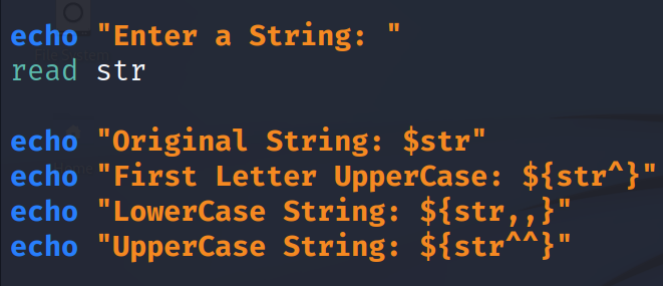 echo "Enter a String: "
read str
echo "Original String: $str"
echo "First Letter UpperCase: ${str^}"
echo "LowerCase String: ${str,,}"
echo "UpperCase String: ${str^^}"